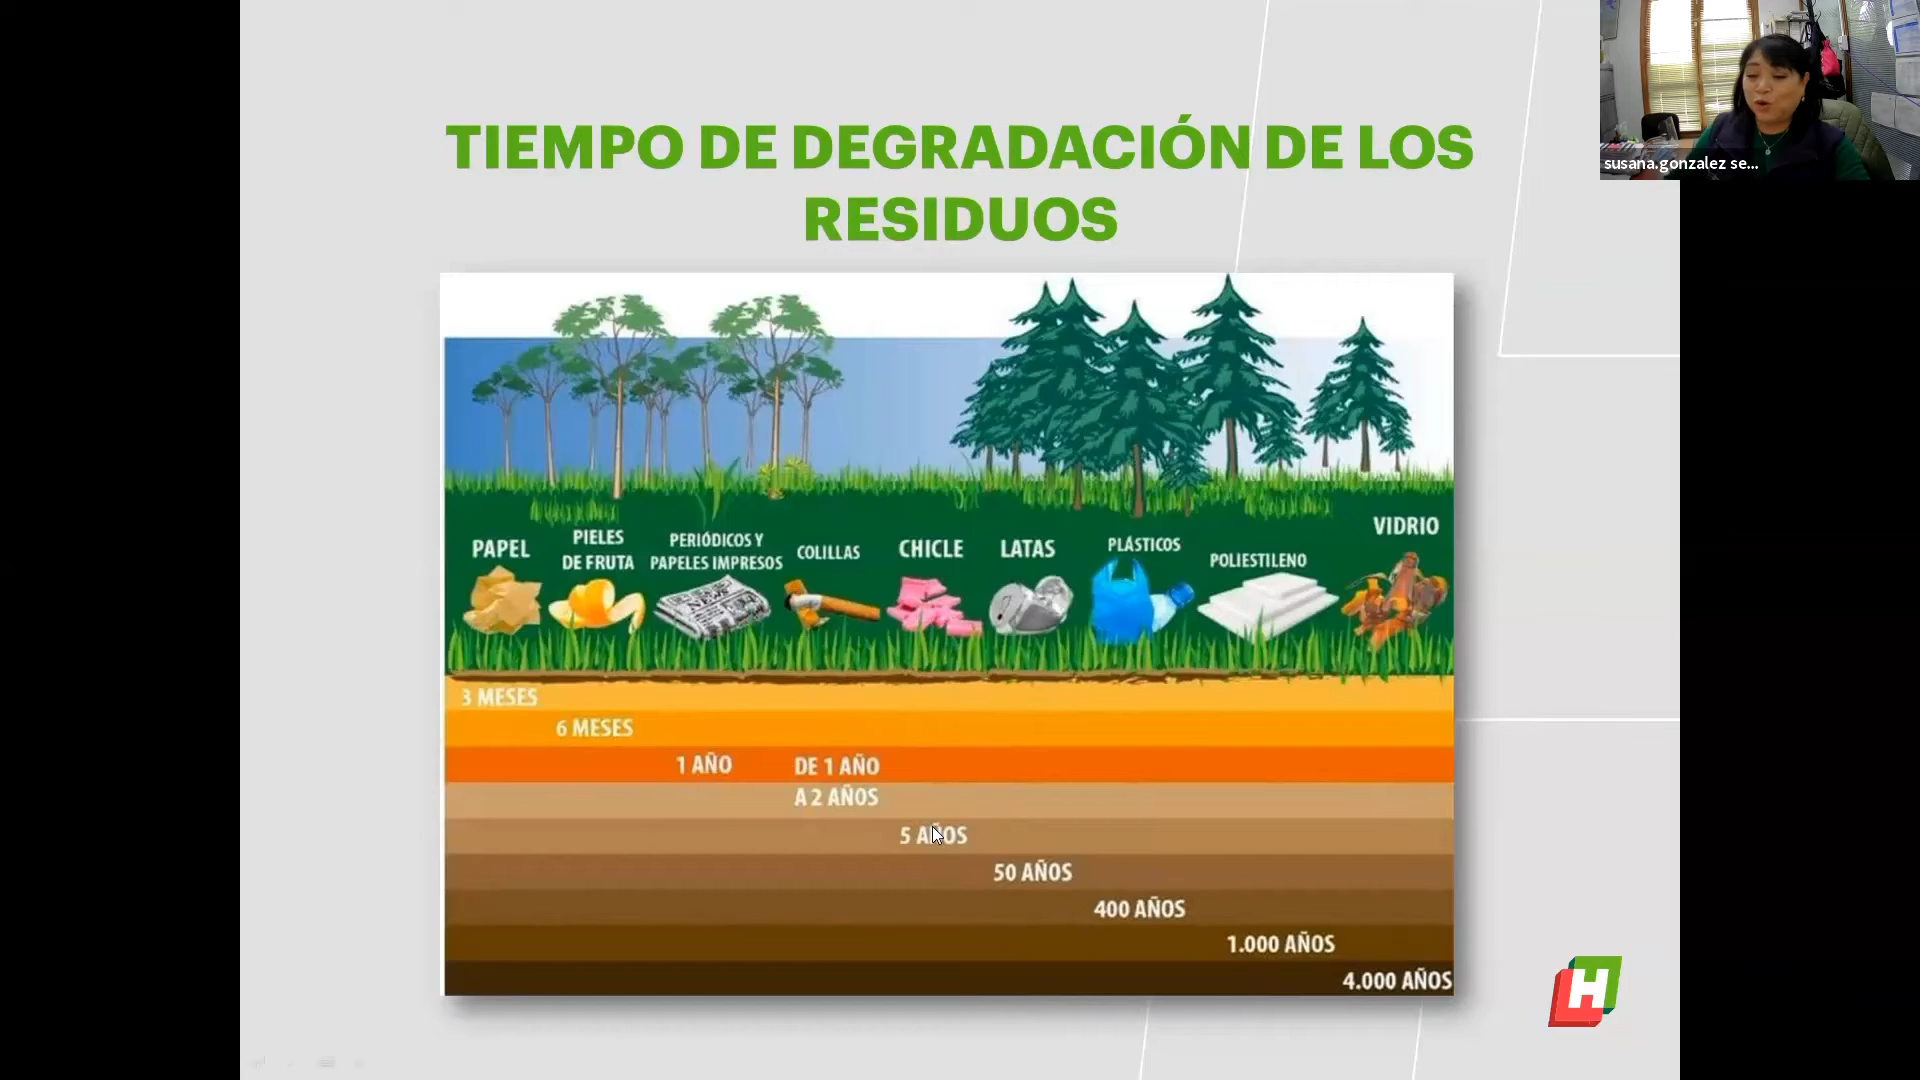 TIEMPO DE DEGRADACIÓN DE LOS
RESIDUOS
susana.gonzalez se...
PAPEL
PIELES
DE FRUTA
PERIÓDICOS Y
PAPELES IMPRESOS
COLILLAS
CHICLE
LATAS
PLÁSTICOS
POLIESTILENO
VIDRIO
NEWS
3 MESES
6 MESES
1 AÑO
DE 1 AÑO
A 2 AÑOS
5 AÑOS
50 AÑOS
400 AÑOS
1.000 AÑOS
4.000 AÑOS
H